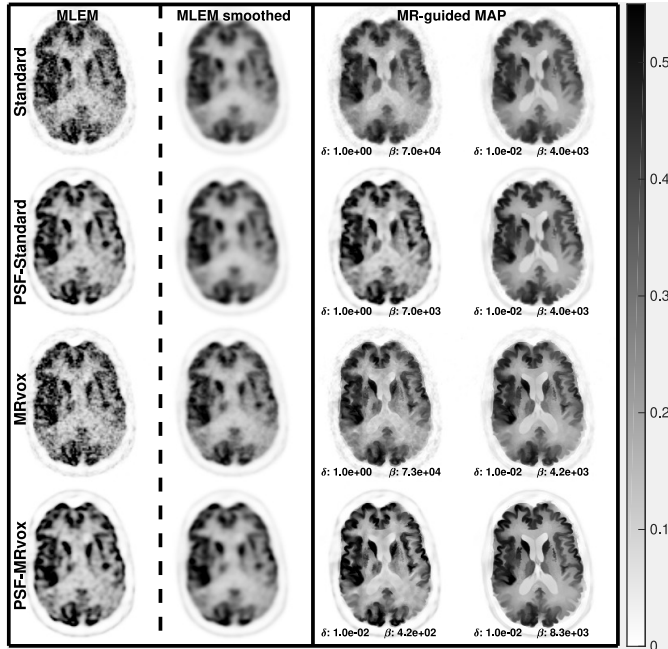 MLEM MLEM smoothed MR-guided MAP
Standard
δ: 1.0e+00 β: 7.0e+04 δ: 1.0e-02 β: 4.0e+03
PSF-Standard
δ: 1.0e+00 β: 7.0e+03 δ: 1.0e-02 β: 4.0e+03
MRvox
δ: 1.0e+00 β: 7.3e+04 δ: 1.0e-02 β: 4.2e+03
PSF-MRvox
δ: 1.0e-02 β: 4.2e+02 δ: 1.0e-02 β: 8.3e+03
0.5
0.4
0.3
0.2
0.1
0